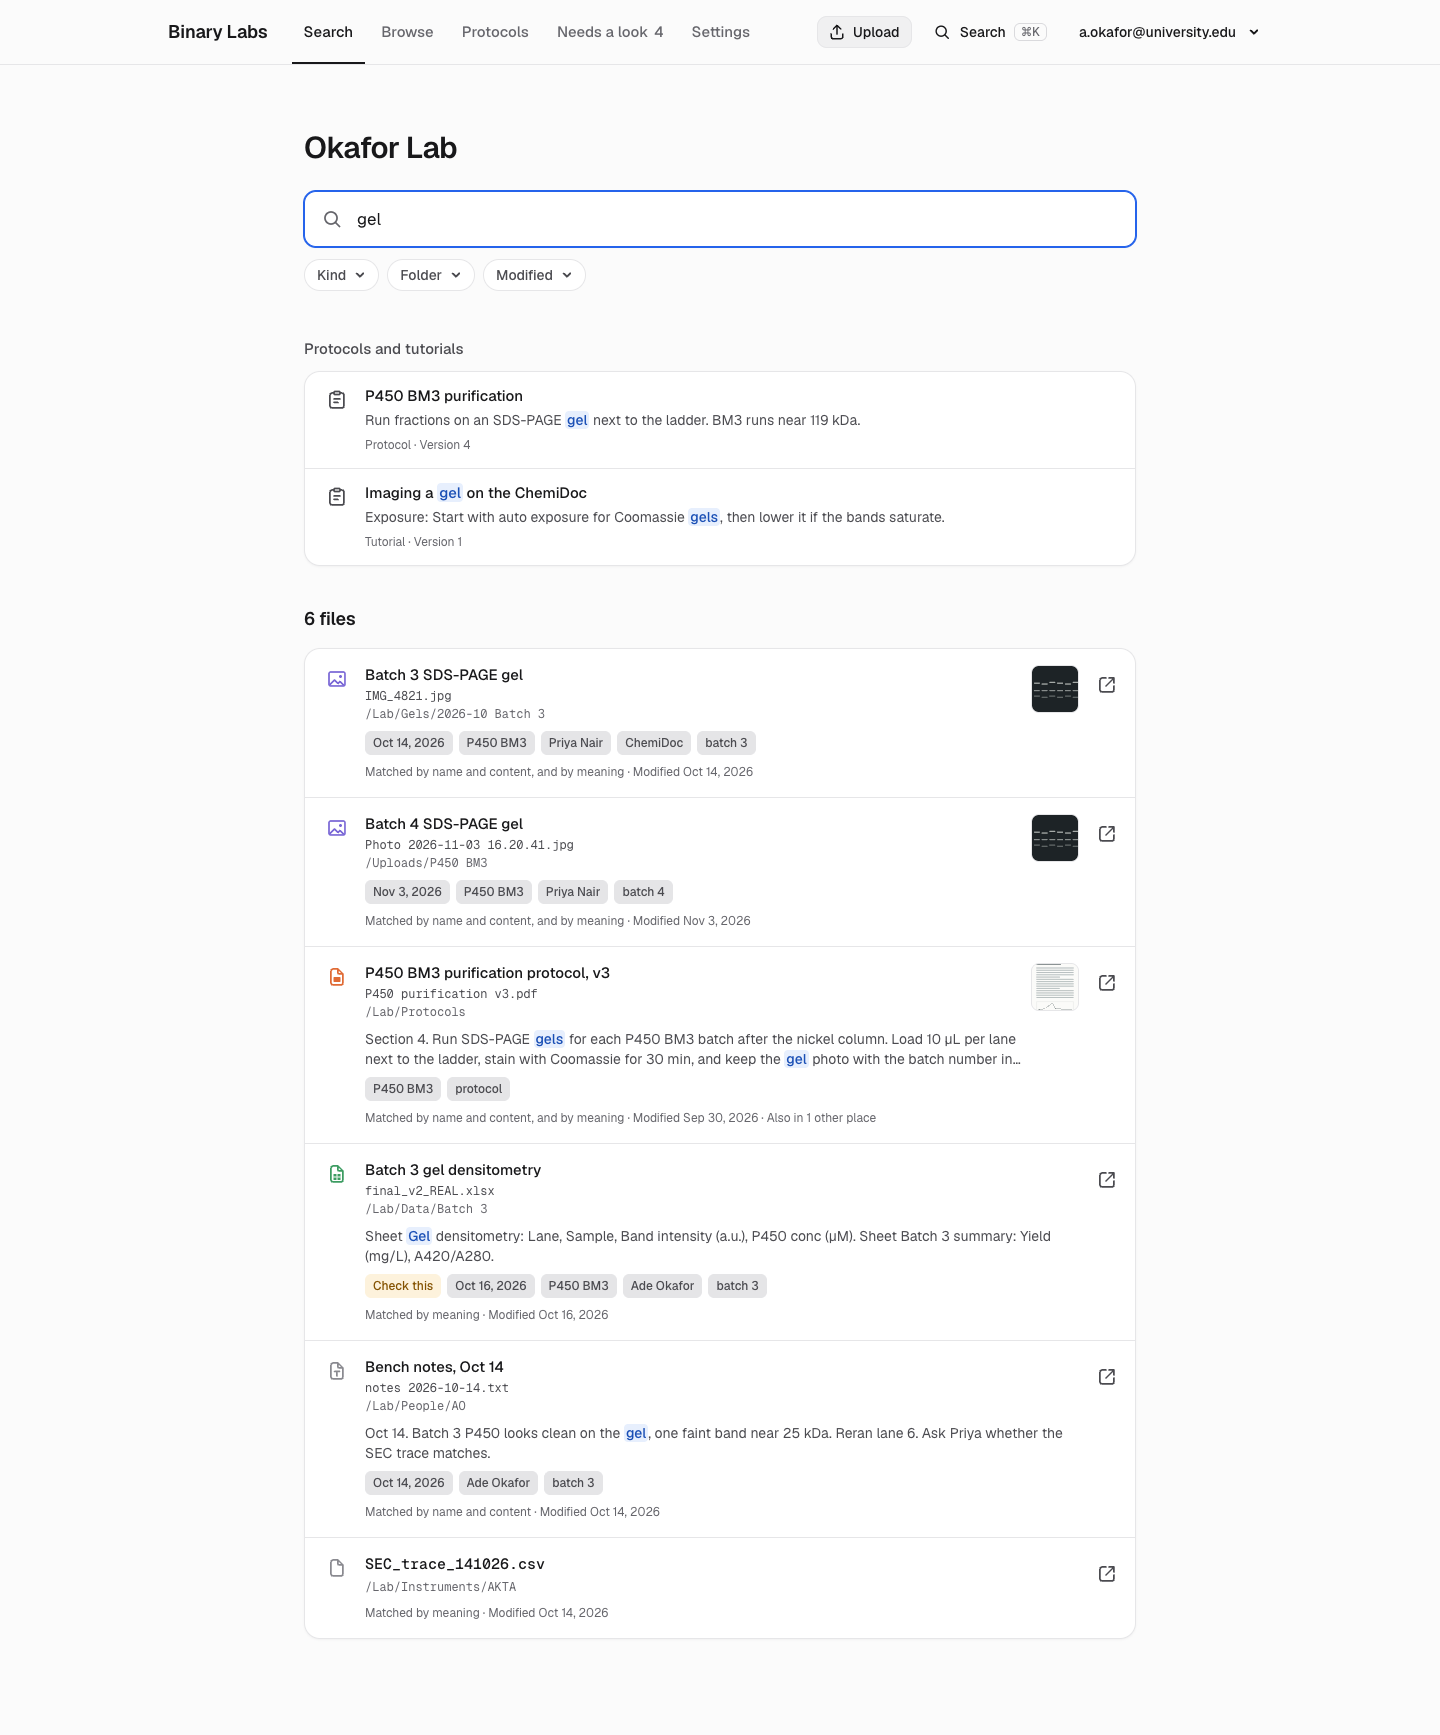 Binary Labs
Search
Browse
Protocols
Needs a look 4
Settings
Upload
Search ⌘K
a.okafor@university.edu
Okafor Lab
gel
Kind
Folder
Modified
Protocols and tutorials
P450 BM3 purification
Run fractions on an SDS-PAGE gel next to the ladder. BM3 runs near 119 kDa.
Protocol · Version 4
Imaging a gel on the ChemiDoc
Exposure: Start with auto exposure for Coomassie gels, then lower it if the bands saturate.
Tutorial · Version 1
6 files
Batch 3 SDS-PAGE gel
IMG_4821.jpg
/Lab/Gels/2026-10 Batch 3
Oct 14, 2026
P450 BM3
Priya Nair
ChemiDoc
batch 3
Matched by name and content, and by meaning · Modified Oct 14, 2026
Batch 4 SDS-PAGE gel
Photo 2026-11-03 16.20.41.jpg
/Uploads/P450 BM3
Nov 3, 2026
P450 BM3
Priya Nair
batch 4
Matched by name and content, and by meaning · Modified Nov 3, 2026
P450 BM3 purification protocol, v3
P450 purification v3.pdf
/Lab/Protocols
Section 4. Run SDS-PAGE gels for each P450 BM3 batch after the nickel column. Load 10 µL per lane
next to the ladder, stain with Coomassie for 30 min, and keep the gel photo with the batch number in…
P450 BM3
protocol
Matched by name and content, and by meaning · Modified Sep 30, 2026 · Also in 1 other place
Batch 3 gel densitometry
final_v2_REAL.xlsx
/Lab/Data/Batch 3
Sheet Gel densitometry: Lane, Sample, Band intensity (a.u.), P450 conc (µM). Sheet Batch 3 summary: Yield
(mg/L), A420/A280.
Check this
Oct 16, 2026
P450 BM3
Ade Okafor
batch 3
Matched by meaning · Modified Oct 16, 2026
Bench notes, Oct 14
notes 2026-10-14.txt
/Lab/People/AO
Oct 14. Batch 3 P450 looks clean on the gel, one faint band near 25 kDa. Reran lane 6. Ask Priya whether the
SEC trace matches.
Oct 14, 2026
Ade Okafor
batch 3
Matched by name and content · Modified Oct 14, 2026
SEC_trace_141026.csv
/Lab/Instruments/AKTA
Matched by meaning · Modified Oct 14, 2026